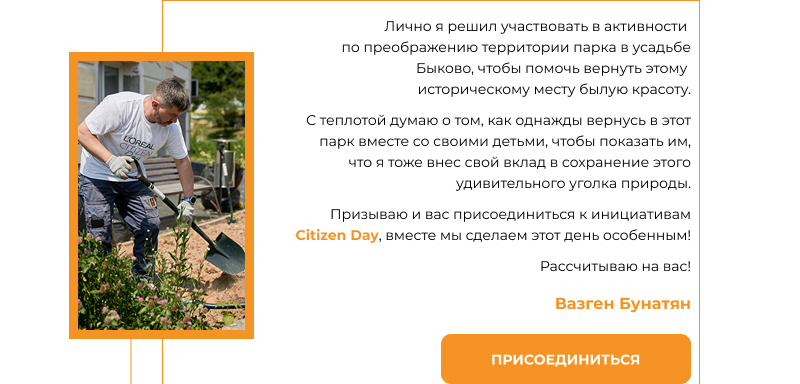 Лично я решил участвовать в активности
по преображению территории парка в усадьбе
Быково, чтобы помочь вернуть этому
историческому месту былую красоту.
С теплотой думаю о том, как однажды вернусь в этот
парк вместе со своими детьми, чтобы показать им,
что я тоже внес свой вклад в сохранение этого
удивительного уголка природы.
Призываю и вас присоединиться к инициативам
Citizen Day, вместе мы сделаем этот день особенным!
Рассчитываю на вас!
Вазген Бунатян
ПРИСОЕДИНИТЬСЯ
L'ORÉAL
CITIZEN